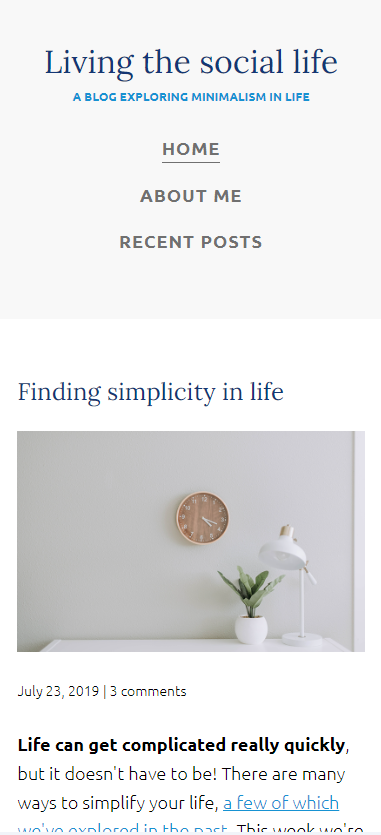 Living the social life
A BLOG EXPLORING MINIMALISM IN LIFE
HOME
ABOUT ME
RECENT POSTS
Finding simplicity in life
July 23, 2019 | 3 comments
Life can get complicated really quickly,
but it doesn't have to be! There are many
ways to simplify your life, a few of which
we've explored in the past. This week we're